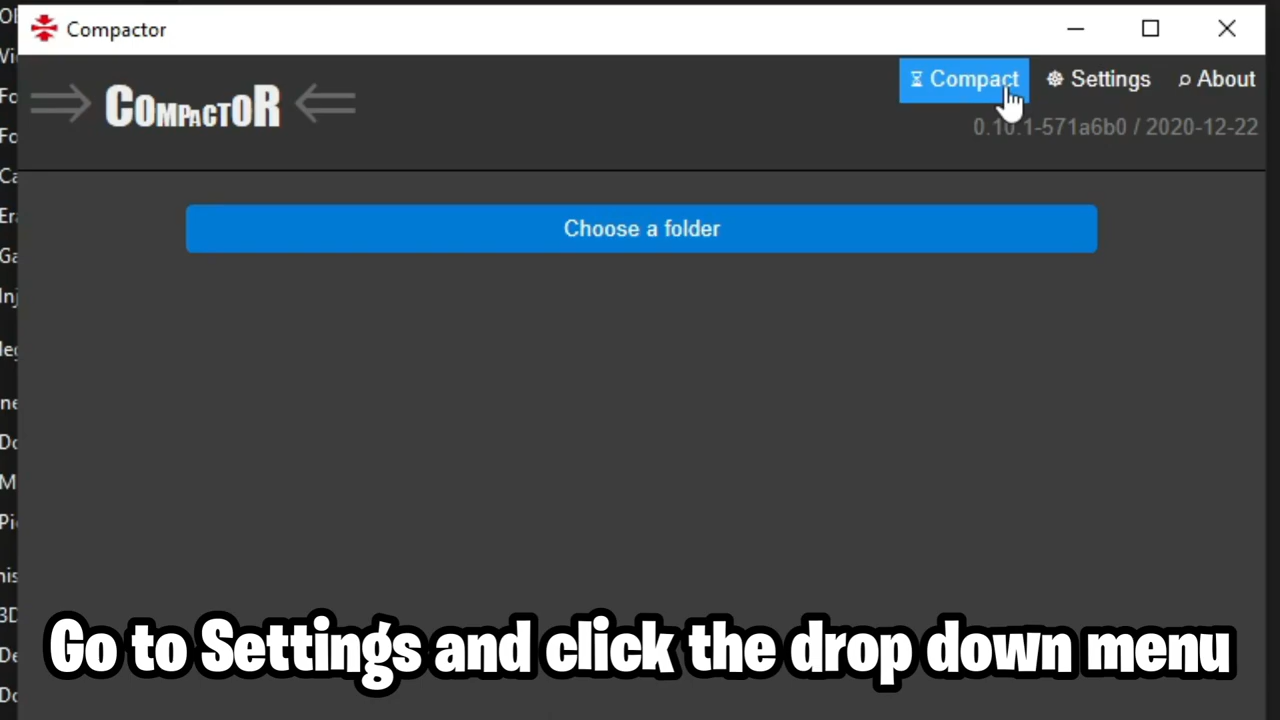 Compactor
Compact Settings About
COMPACTOR
0.10.1-571a6b0 / 2020-12-22
Choose a folder
Go to Settings and click the drop down menu